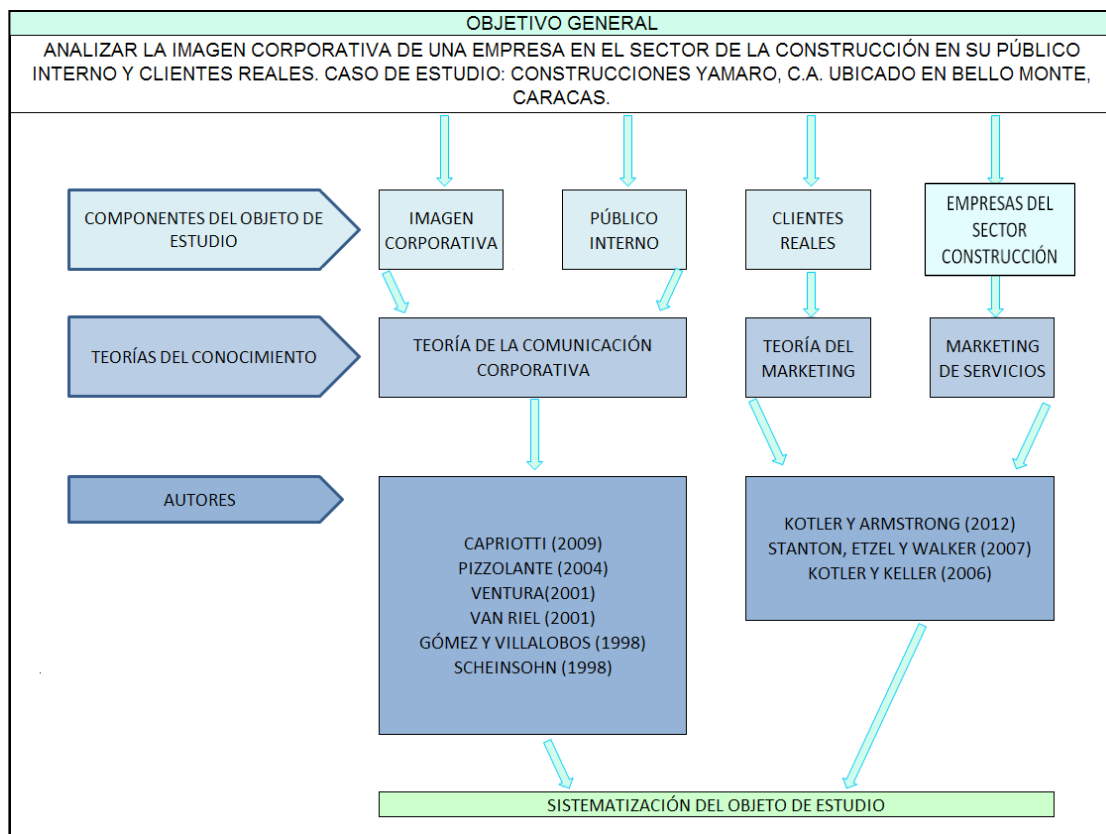 OBJETIVO GENERAL
ANALIZAR LA IMAGEN CORPORATIVA DE UNA EMPRESA EN EL SECTOR DE LA CONSTRUCCIÓN EN SU PÚBLICO
INTERNO Y CLIENTES REALES. CASO DE ESTUDIO: CONSTRUCCIONES YAMARO, C.A. UBICADO EN BELLO MONTE,
CARACAS.
COMPONENTES DEL OBJETO DE
ESTUDIO
IMAGEN
CORPORATIVA
PÚBLICO
INTERNO
CLIENTES
REALES
EMPRESAS DEL
SECTOR
CONSTRUCCIÓN
TEORÍAS DEL CONOCIMIENTO
TEORÍA DE LA COMUNICACIÓN
CORPORATIVA
TEORÍA DEL
MARKETING
MARKETING
DE SERVICIOS
AUTORES
CAPRIOTTI (2009)
PIZZOLANTE (2004)
VENTURA(2001)
VAN RIEL (2001)
GÓMEZ Y VILLALOBOS (1998)
SCHEINSOHN (1998)
KOTLER Y ARMSTRONG (2012)
STANTON, ETZEL Y WALKER (2007)
KOTLER Y KELLER (2006)
SISTEMATIZACIÓN DEL OBJETO DE ESTUDIO